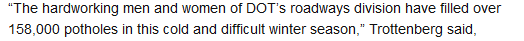 “The hardworking men and women of DOT’s roadways division have filled over
158,000 potholes in this cold and difficult winter season,” Trottenberg said,